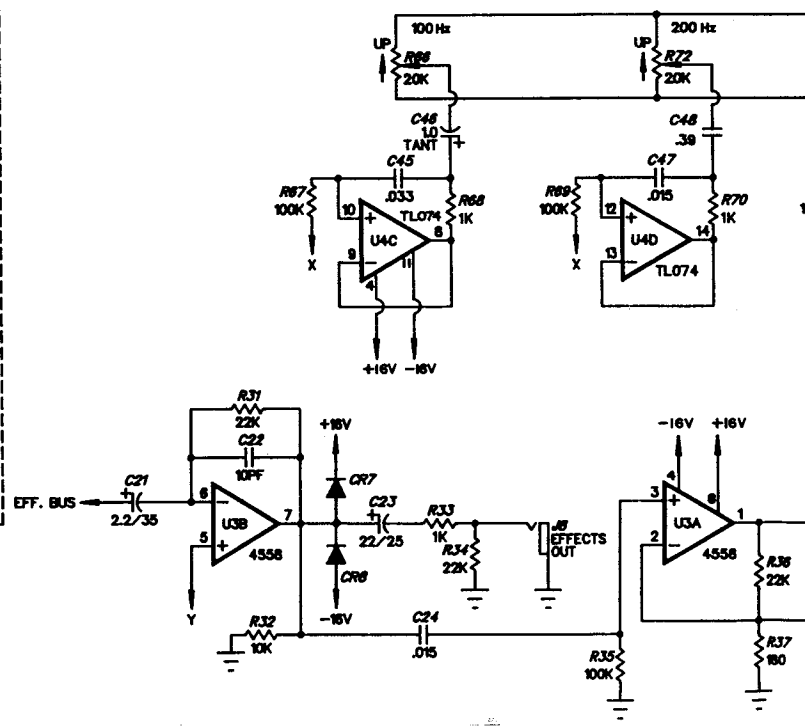 100 Hz
200 Hz
UP
R66
20K
UP
R72
20K
C46
1.0
TANT
+
C48
.39
C45
.033
C47
.015
R67
100K
R68
1K
R69
100K
R70
1K
10
+
TL074
U4C
8
9
−
11
4
X
12
+
U4D
14
13
−
TL074
X
+16V
−16V
R31
22K
C22
10PF
+16V
−16V
+16V
C21
+
2.2/35
EFF. BUS
6
−
U3B
7
5
+
4558
Y
CR7
CR6
−16V
C23
+
22/25
R33
1K
R34
22K
J6
EFFECTS
OUT
4
8
3
+
U3A
1
2
−
4558
R36
22K
R32
10K
C24
.015
R35
100K
R37
180